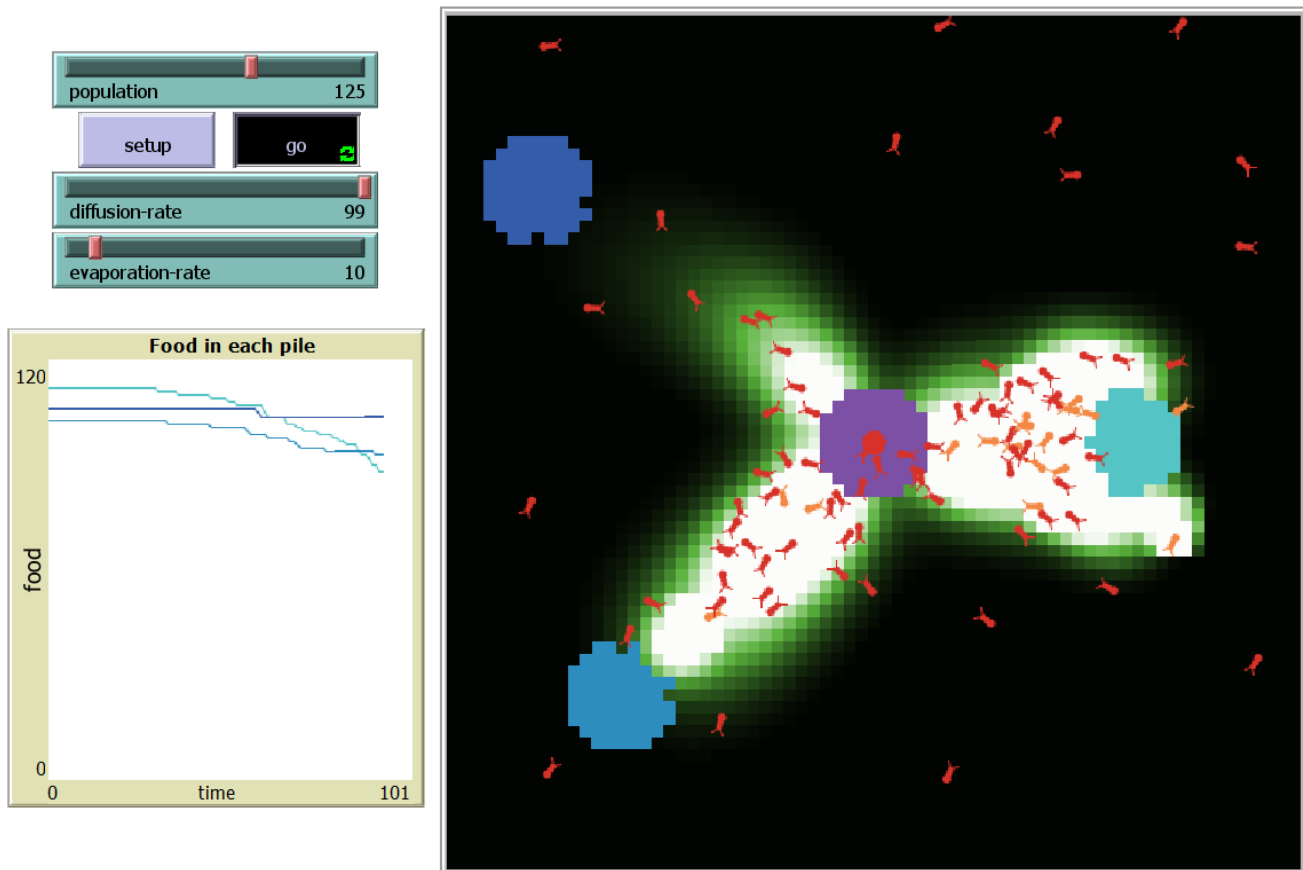 population 125
setup go
diffusion-rate 99
evaporation-rate 10
Food in each pile
120
food
0
0 time 101